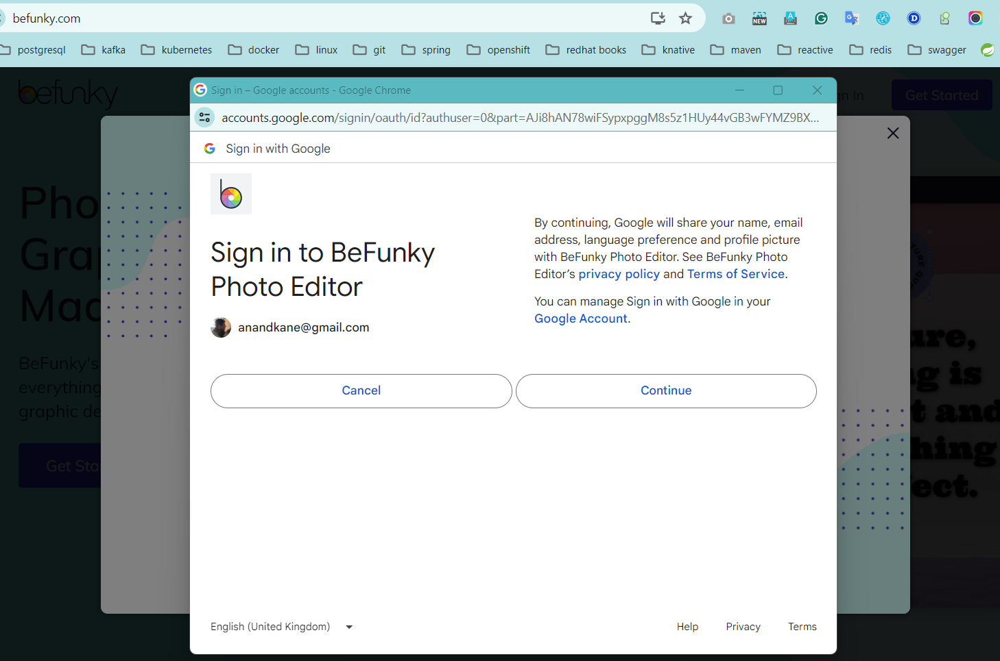 befunky.com
NEW
A
G
G
D
postgresql
kafka
kubernetes
docker
linux
git
spring
openshift
redhat books
knative
maven
reactive
redis
swagger
befunky
Sign in – Google accounts - Google Chrome
Get Started
accounts.google.com/signin/oauth/id?authuser=0&part=AJi8hAN78wiFSypxpggM8s5z1HUy44vGB3wFYMZ9BX...
Sign in with Google
Sign in to BeFunky
Photo Editor
anandkane@gmail.com
By continuing, Google will share your name, email
address, language preference and profile picture
with BeFunky Photo Editor. See BeFunky Photo
Editor’s privacy policy and Terms of Service.
You can manage Sign in with Google in your
Google Account.
Cancel
Continue
English (United Kingdom)
Help
Privacy
Terms
Pho
Gra
Mac
BeFunky's
everything
graphic de
Get Sta
ure,
g is
t and
hing
ect.